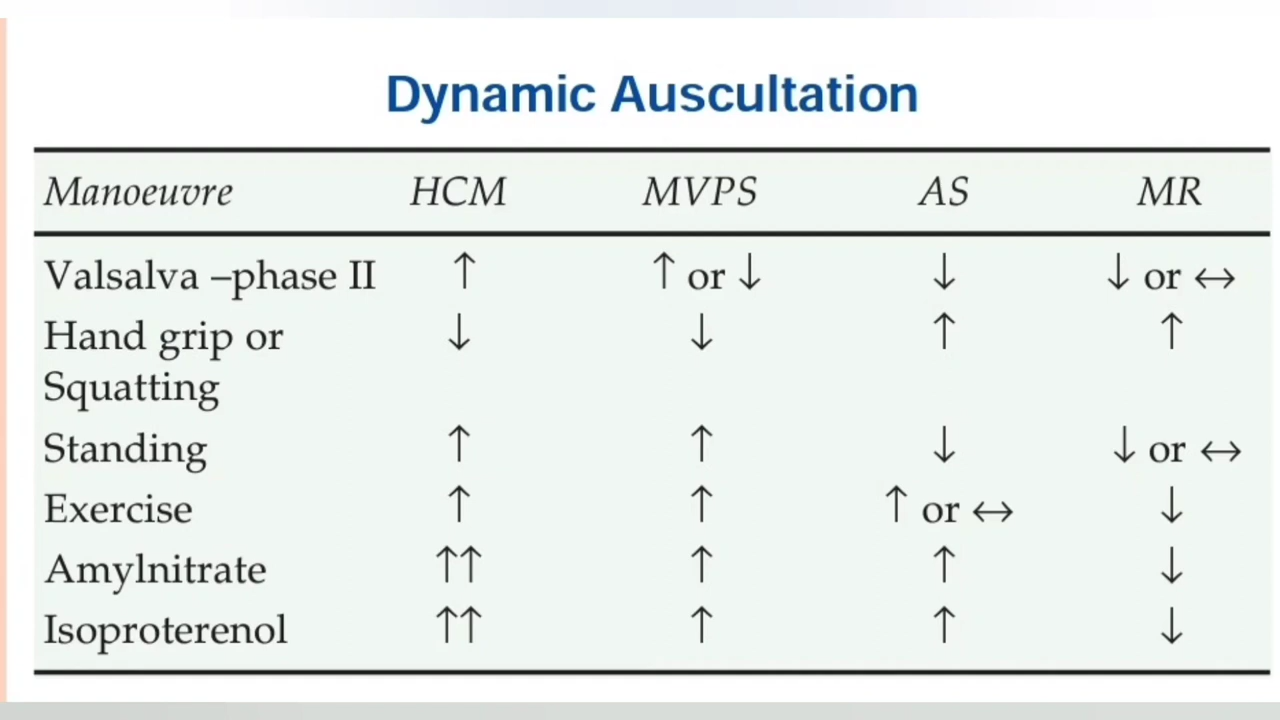 Dynamic Auscultation
Manoeuvre HCM MVPS AS MR
Valsalva –phase II ↑ ↑ or ↓ ↓ ↓ or ↔
Hand grip or ↓ ↓ ↑ ↑
Squatting
Standing ↑ ↑ ↓ ↓ or ↔
Exercise ↑ ↑ ↑ or ↔ ↓
Amylnitrate ↑↑ ↑ ↑ ↓
Isoproterenol ↑↑ ↑ ↑ ↓